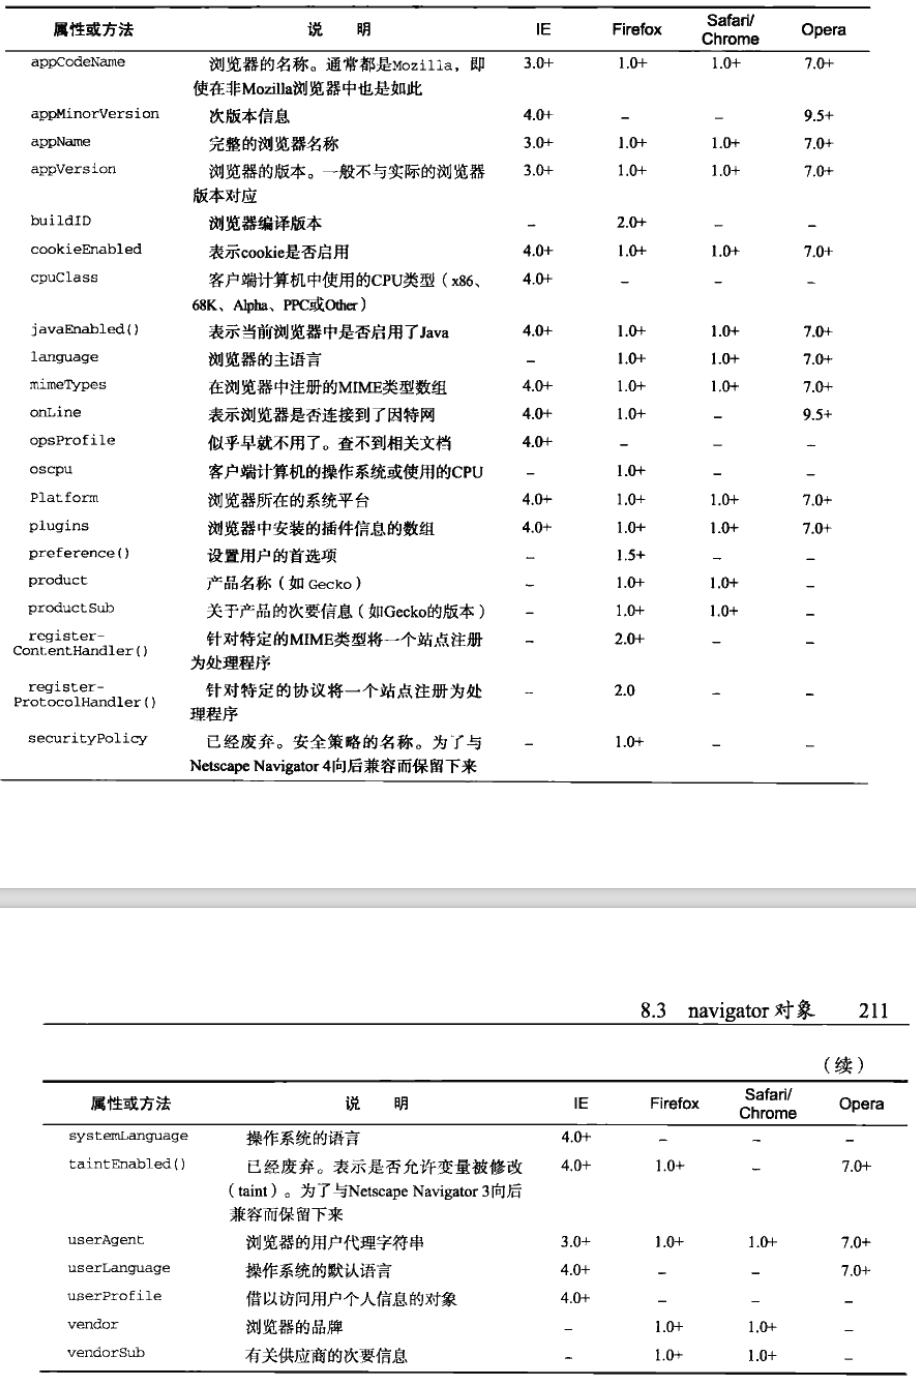 属性或方法 说 明 IE Firefox Safari/Chrome Opera
appCodeName 浏览器的名称。通常都是Mozilla，即 3.0+ 1.0+ 1.0+ 7.0+
使在非Mozilla浏览器中也是如此
appMinorVersion 次版本信息 4.0+ – – 9.5+
appName 完整的浏览器名称 3.0+ 1.0+ 1.0+ 7.0+
appVersion 浏览器的版本。一般不与实际的浏览器 3.0+ 1.0+ 1.0+ 7.0+
版本对应
buildID 浏览器编译版本 – 2.0+ – –
cookieEnabled 表示cookie是否启用 4.0+ 1.0+ 1.0+ 7.0+
cpuClass 客户端计算机中使用的CPU类型（x86、 4.0+ – – –
68K、Alpha、PPC或Other）
javaEnabled() 表示当前浏览器中是否启用了Java 4.0+ 1.0+ 1.0+ 7.0+
language 浏览器的主语言 – 1.0+ 1.0+ 7.0+
mimeTypes 在浏览器中注册的MIME类型数组 4.0+ 1.0+ 1.0+ 7.0+
onLine 表示浏览器是否连接到了因特网 4.0+ 1.0+ – 9.5+
opsProfile 似乎早就不用了。查不到相关文档 4.0+ – – –
oscpu 客户端计算机的操作系统或使用的CPU – 1.0+ – –
Platform 浏览器所在的系统平台 4.0+ 1.0+ 1.0+ 7.0+
plugins 浏览器中安装的插件信息的数组 4.0+ 1.0+ 1.0+ 7.0+
preference() 设置用户的首选项 – 1.5+ – –
product 产品名称（如 Gecko） – 1.0+ 1.0+ –
productSub 关于产品的次要信息（如Gecko的版本） – 1.0+ 1.0+ –
register- 针对特定的MIME类型将一个站点注册 – 2.0+ – –
ContentHandler() 为处理程序
register- 针对特定的协议将一个站点注册为处 – 2.0 – –
ProtocolHandler() 理程序
securityPolicy 已经废弃。安全策略的名称。为了与 – 1.0+ – –
Netscape Navigator 4向后兼容而保留下来
8.3 navigator 对象 211
（续）
属性或方法 说 明 IE Firefox Safari/Chrome Opera
systemLanguage 操作系统的语言 4.0+ – – –
taintEnabled() 已经废弃。表示是否允许变量被修改 4.0+ 1.0+ – 7.0+
（taint）。为了与Netscape Navigator 3向后
兼容而保留下来
userAgent 浏览器的用户代理字符串 3.0+ 1.0+ 1.0+ 7.0+
userLanguage 操作系统的默认语言 4.0+ – – 7.0+
userProfile 借以访问用户个人信息的对象 4.0+ – – –
vendor 浏览器的品牌 – 1.0+ 1.0+ –
vendorSub 有关供应商的次要信息 – 1.0+ 1.0+ –